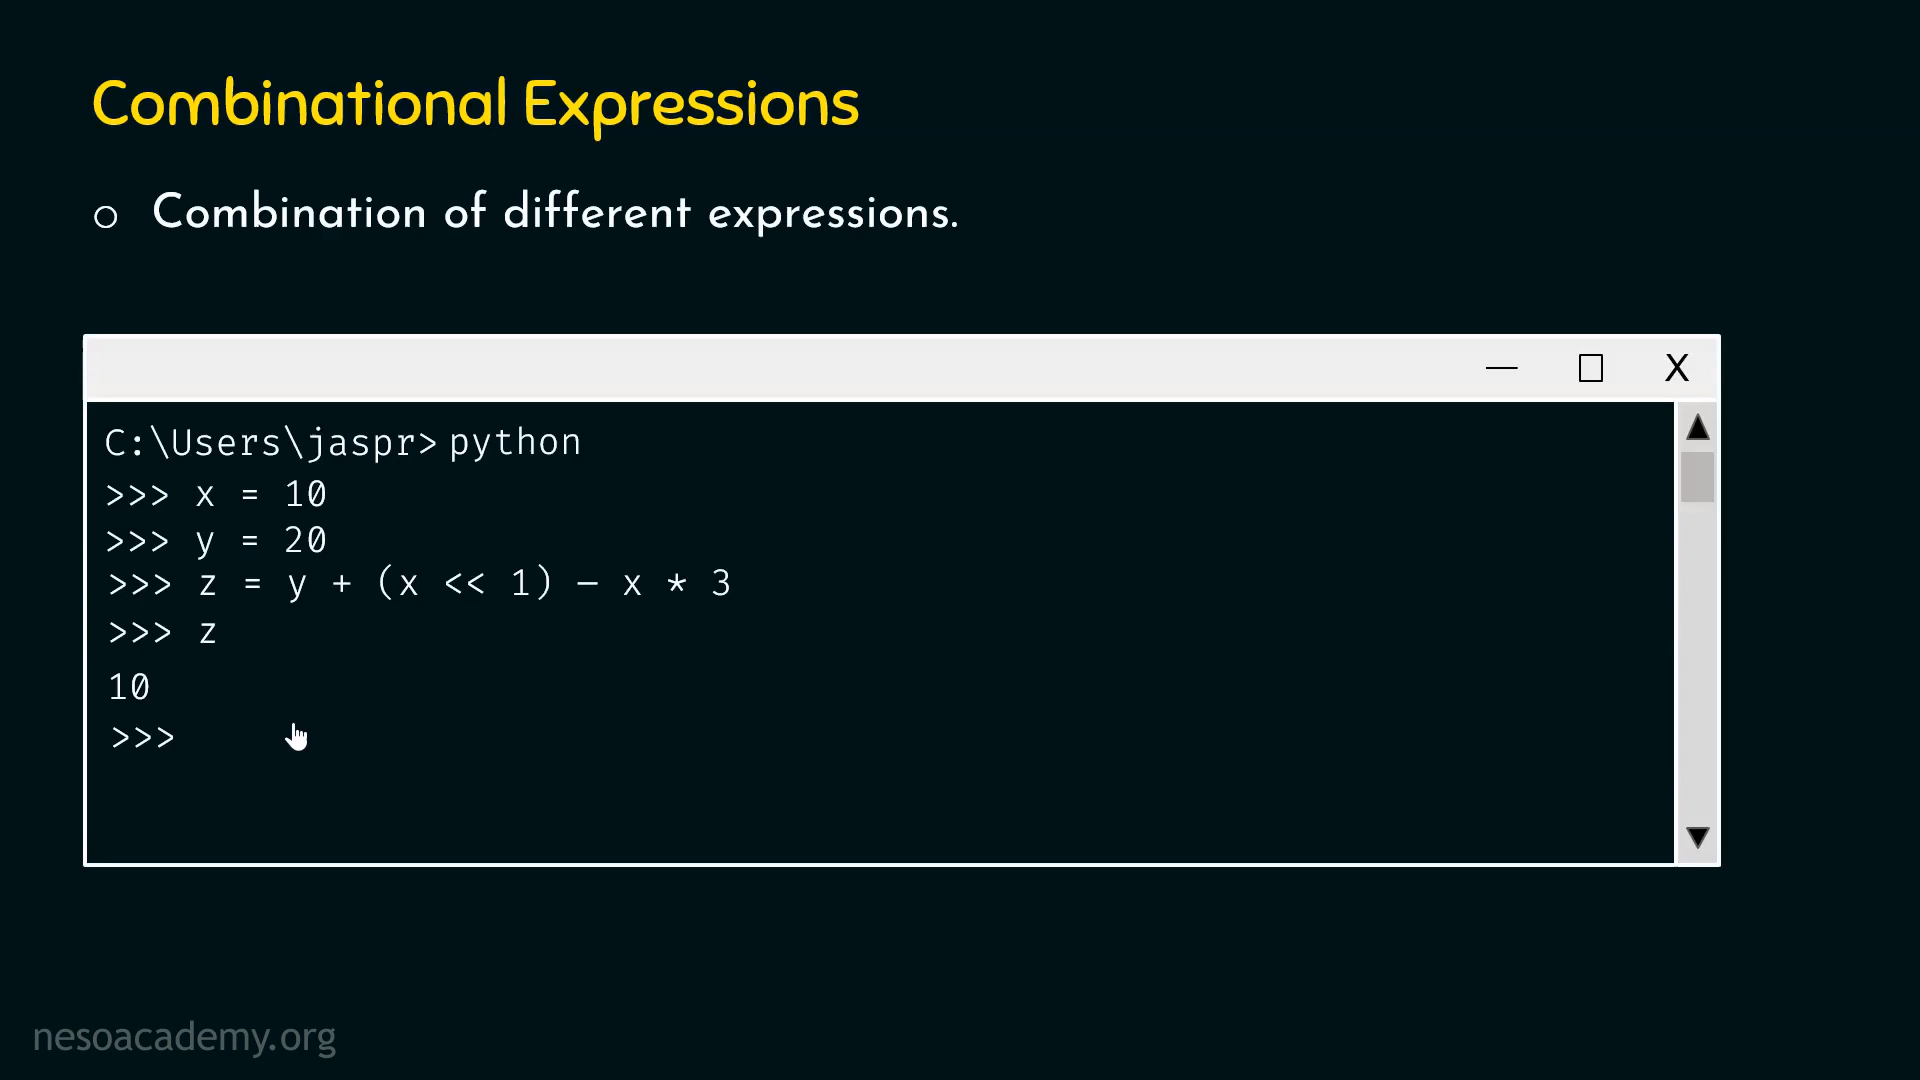 Combinational Expressions
○ Combination of different expressions.
— □ X
C:\Users\jaspr> python
>>> x = 10
>>> y = 20
>>> z = y + (x << 1) – x * 3
>>> z
10
>>>
nesoacademy.org